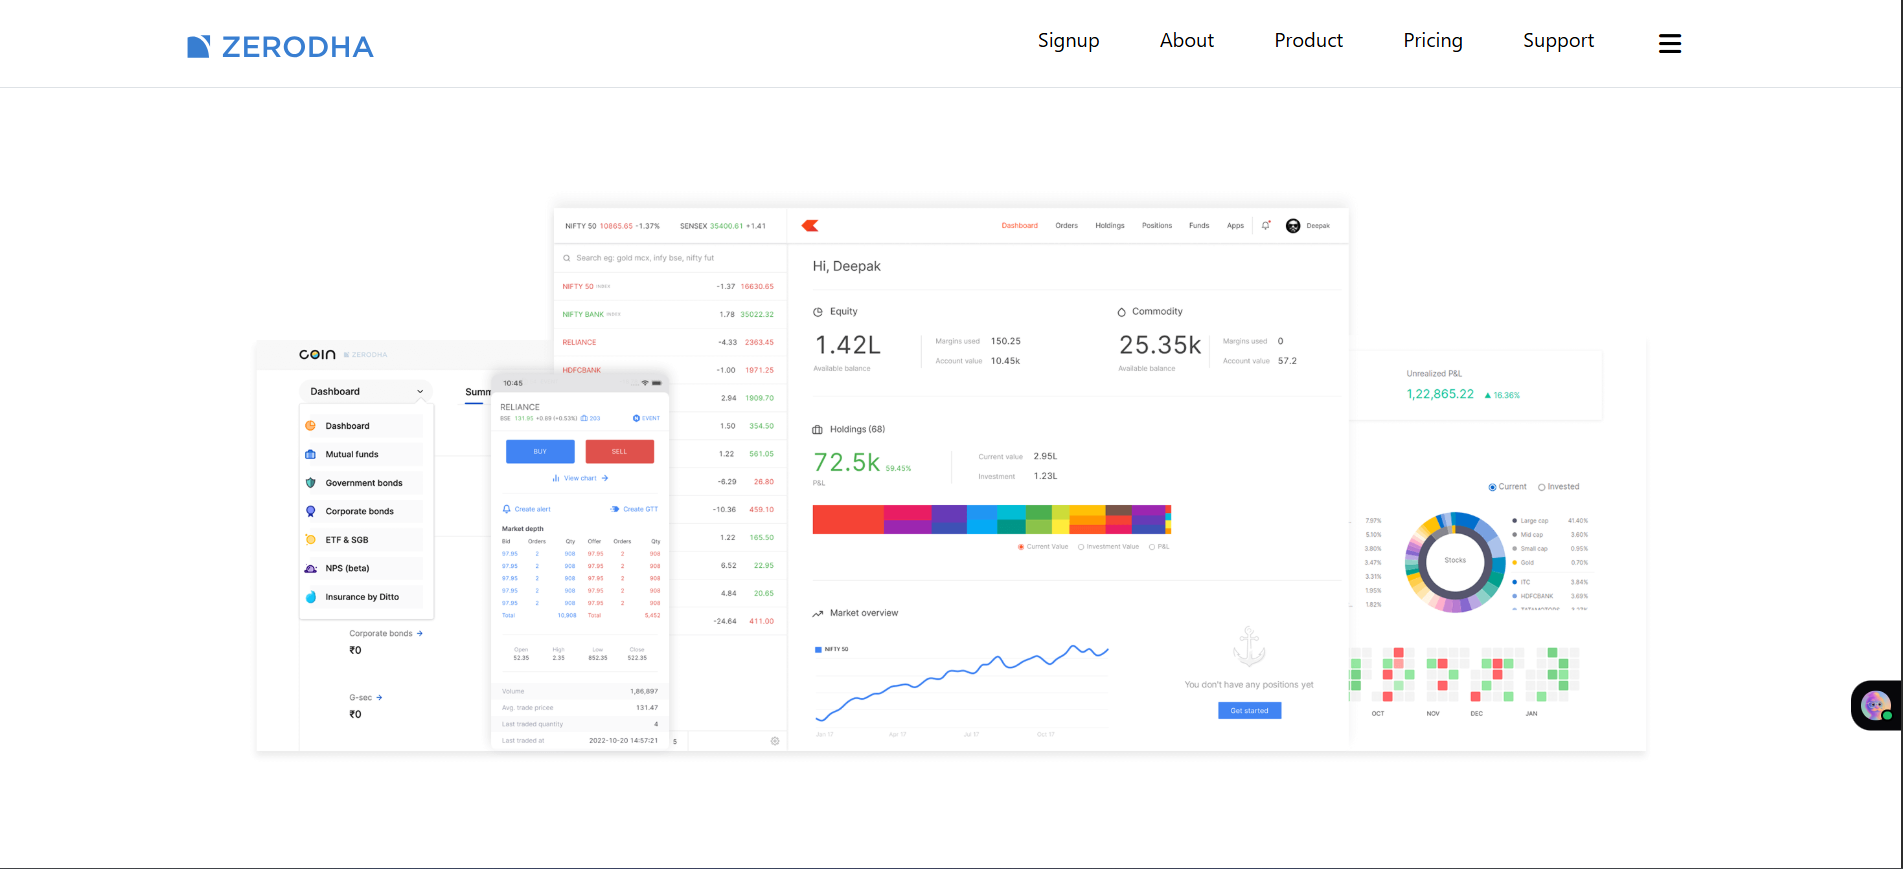 ZERODHA
Signup About Product Pricing Support
NIFTY 50 10865.65 -1.37% SENSEX 35400.61 +1.41
Dashboard Orders Holdings Positions Funds Apps Deepak
Search eg: gold mcx, infy bse, nifty fut
NIFTY 50 INDEX -1.37 16630.65
NIFTY BANK INDEX 1.78 35022.32
RELIANCE -4.33 2363.45
HDFCBANK -1.00 1971.25
2.94 1909.70
1.50 354.50
1.22 561.05
-6.29 26.80
-10.36 459.10
1.22 165.50
6.52 22.95
4.84 20.65
-24.64 411.00
5
Hi, Deepak
Equity
1.42L
Available balance
Margins used 150.25
Account value 10.45k
Commodity
25.35k
Available balance
Margins used 0
Account value 57.2
Holdings (68)
72.5k 59.45%
P&L
Current value 2.95L
Investment 1.23L
Current Value Investment Value P&L
Market overview
NIFTY 50
Jan 17 Apr 17 Jul 17 Oct 17
You don't have any positions yet
Get started
coin ZERODHA
Dashboard
Summ
Dashboard
Mutual funds
Government bonds
Corporate bonds
ETF & SGB
NPS (beta)
Insurance by Ditto
Corporate bonds →
₹0
G-sec →
₹0
10:45
RELIANCE
BSE 131.95 +0.69 (+0.53%) 203 EVENT
BUY SELL
View chart →
Create alert Create GTT
Market depth
Bid Orders Qty Offer Orders Qty
97.95 2 908 97.95 2 908
97.95 2 908 97.95 2 908
97.95 2 908 97.95 2 908
97.95 2 908 97.95 2 908
97.95 2 908 97.95 2 908
Total 10,908 Total 5,452
Open High Low Close
52.35 2.35 852.35 522.35
Volume 1,86,897
Avg. trade pricee 131.47
Last traded quantity 4
Last traded at 2022-10-20 14:57:21
Unrealized P&L
1,22,865.22 ▲ 16.36%
Current Invested
7.97%
5.10%
3.80%
3.47%
3.31%
1.95%
1.82%
Stocks
Large cap 41.40%
Mid cap 3.60%
Small cap 0.95%
Gold 0.70%
ITC 3.84%
HDFCBANK 3.69%
OCT NOV DEC JAN